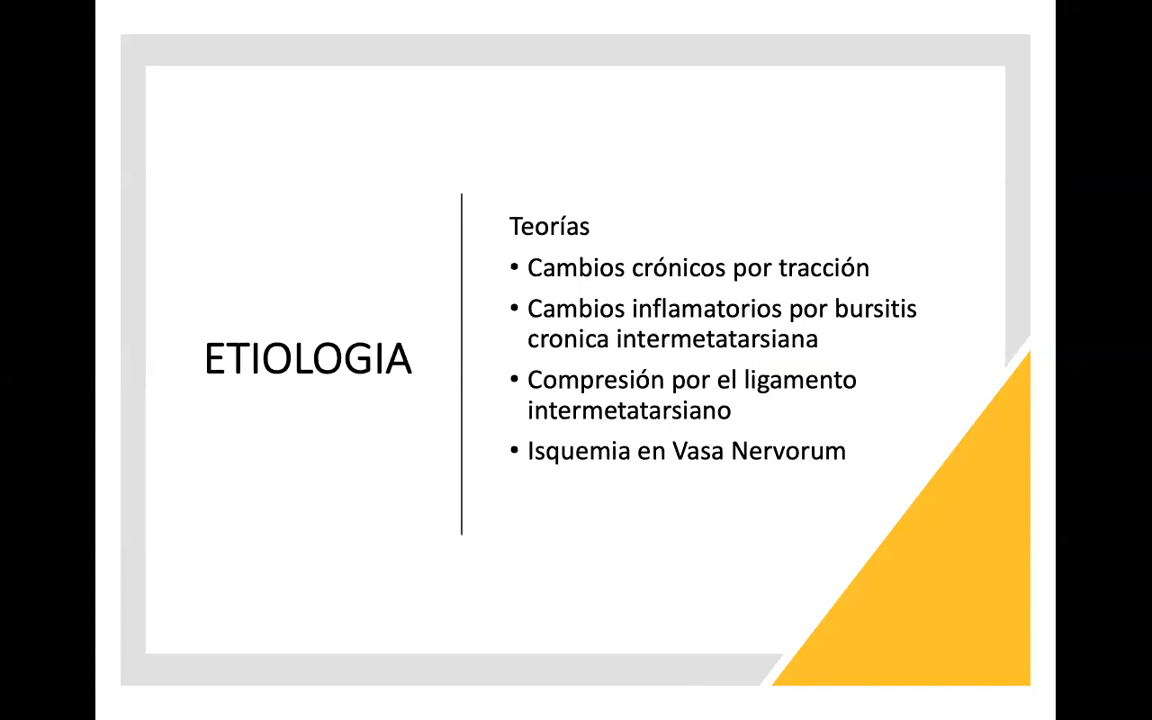 ETIOLOGIA
Teorías
• Cambios crónicos por tracción
• Cambios inflamatorios por bursitis
cronica intermetatarsiana
• Compresión por el ligamento
intermetatarsiano
• Isquemia en Vasa Nervorum